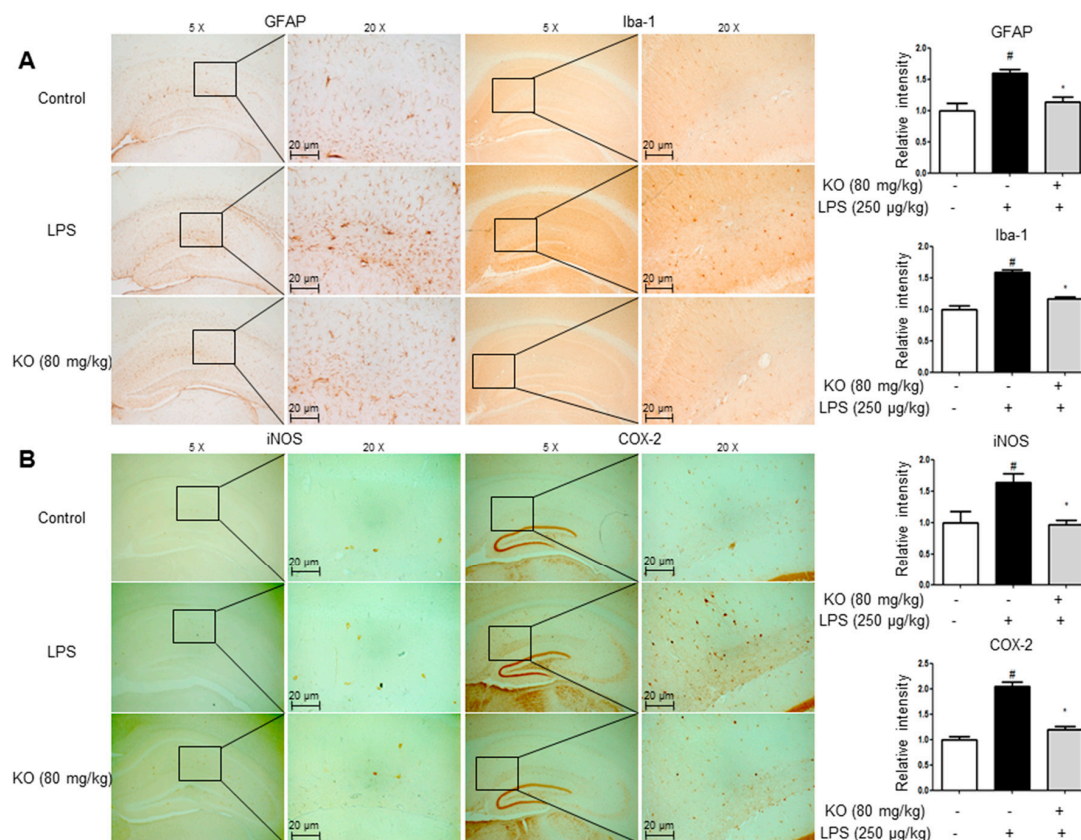 GFAP Iba-1
5 X 20 X 5 X 20 X
A
Control
20 µm 20 µm
LPS
20 µm 20 µm
KO (80 mg/kg)
20 µm 20 µm
iNOS COX-2
B
5 X 20 X 5 X 20 X
Control
20 µm 20 µm
LPS
20 µm 20 µm
KO (80 mg/kg)
20 µm 20 µm
GFAP
Relative intensity
2.0
1.5
1.0
0.5
0.0
#
*
KO (80 mg/kg) - - +
LPS (250 µg/kg) - + +
Iba-1
Relative intensity
2.0
1.5
1.0
0.5
0.0
#
*
KO (80 mg/kg) - - +
LPS (250 µg/kg) - + +
iNOS
Relative intensity
2.0
1.5
1.0
0.5
0.0
#
*
KO (80 mg/kg) - - +
LPS (250 µg/kg) - + +
COX-2
Relative intensity
2.5
2.0
1.5
1.0
0.5
0.0
#
*
KO (80 mg/kg) - - +
LPS (250 µg/kg) - + +